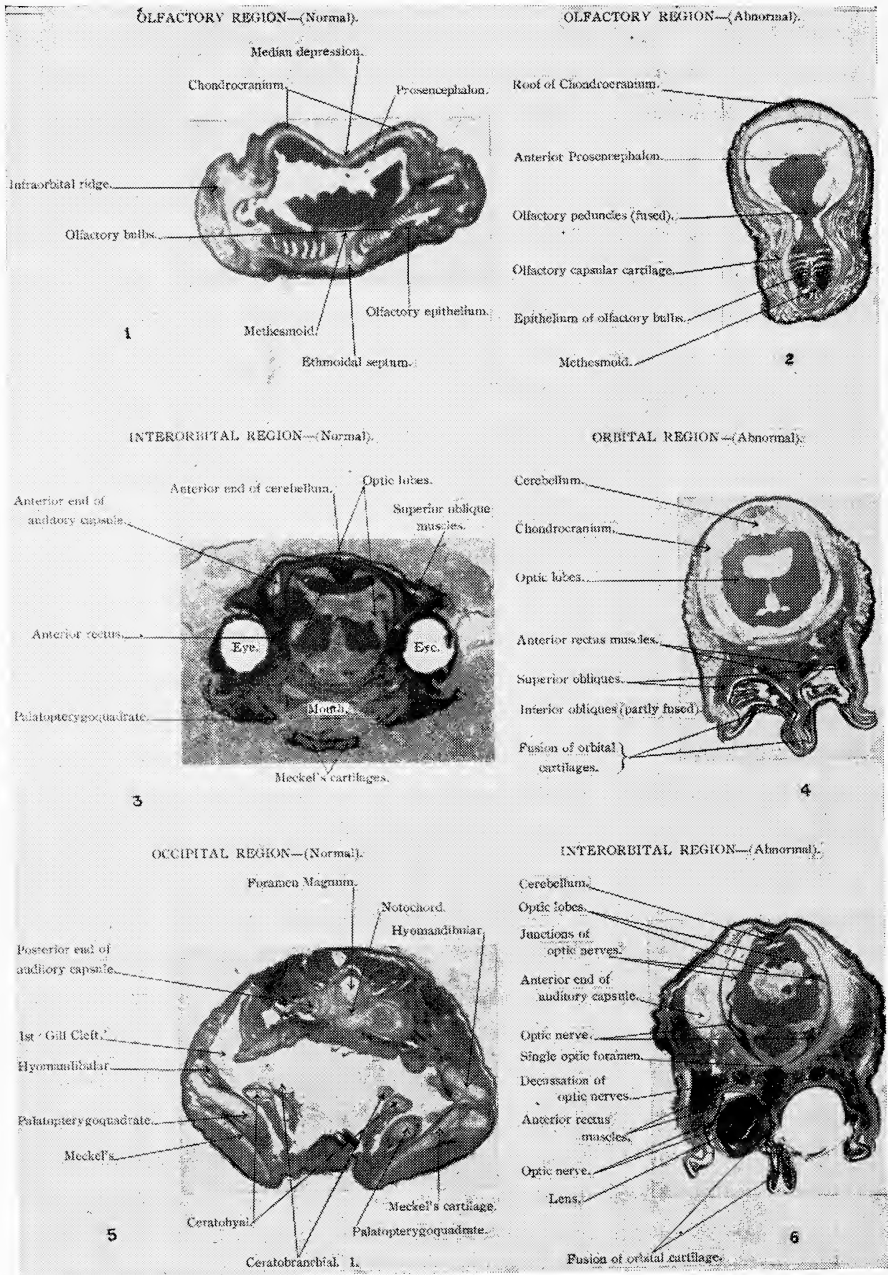 OLFACTORY REGION—(Normal).
Median depression.
Chondrocranium.
Prosencephalon.
Infraorbital ridge.
Olfactory bulbs.
Olfactory epithelium.
Methesmoid.
Ethmoidal septum.
1
OLFACTORY REGION—(Abnormal).
Roof of Chondrocranium.
Anteriot Prosencephalon.
Olfactory peduncles (fused).
Olfactory capsular cartilage.
Epithelium of olfactory bulbs.
Methesmoid.
2
INTERORBITAL REGION—(Normal).
Anterior end of cerebellum.
Optic lobes.
Anterior end of
auditory capsule.
Superior oblique
muscles.
Anterior rectus.
Eye.
Eye.
Palatopterygoquadrate.
Mouth.
Meckel's cartilages.
3
ORBITAL REGION—(Abnormal).
Cerebellum.
Chondrocranium.
Optic lobes.
Anterior rectus muscles.
Superior obliques.
Inferior obliques (partly fused)
Fusion of orbital
cartilages.
4
OCCIPITAL REGION—(Normal).
Foramen Magnum.
Notochord.
Hyomandibular
Posterior end of
auditory capsule.
1st Gill Cleft.
Hyomandibular
Palatopterygoquadrate.
Meckel's
Meckel's cartilage.
Ceratohyal.
Palatopterygoquadrate.
Ceratobranchial 1.
5
INTERORBITAL REGION—(Abnormal).
Cerebellum.
Optic lobes.
Junctions of
optic nerves.
Anterior end of
auditory capsule.
Optic nerve.
Single optic foramen.
Decussation of
optic nerves.
Anterior rectus
muscles.
Optic nerve.
Lens.
Fusion of orbital cartilage.
6